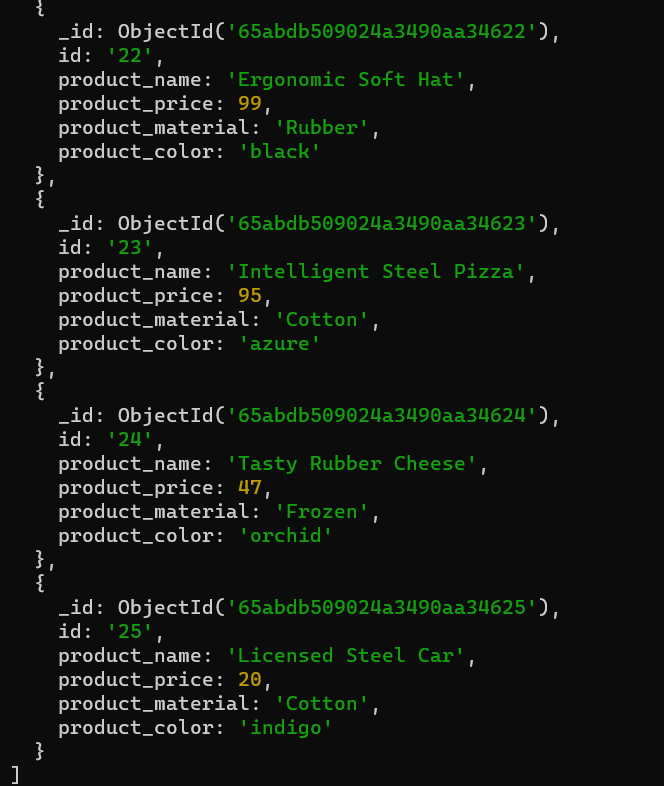 {
_id: ObjectId('65abdb509024a3490aa34622'),
id: '22',
product_name: 'Ergonomic Soft Hat',
product_price: 99,
product_material: 'Rubber',
product_color: 'black'
},
{
_id: ObjectId('65abdb509024a3490aa34623'),
id: '23',
product_name: 'Intelligent Steel Pizza',
product_price: 95,
product_material: 'Cotton',
product_color: 'azure'
},
{
_id: ObjectId('65abdb509024a3490aa34624'),
id: '24',
product_name: 'Tasty Rubber Cheese',
product_price: 47,
product_material: 'Frozen',
product_color: 'orchid'
},
{
_id: ObjectId('65abdb509024a3490aa34625'),
id: '25',
product_name: 'Licensed Steel Car',
product_price: 20,
product_material: 'Cotton',
product_color: 'indigo'
}
]